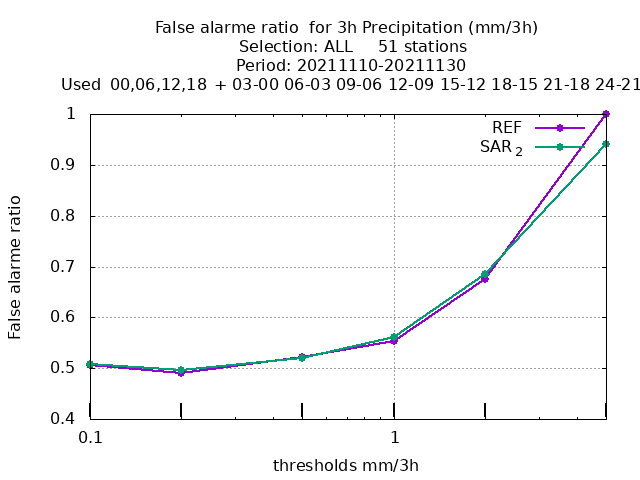 False alarme ratio  for 3h Precipitation (mm/3h)
Selection: ALL     51 stations
Period: 20211110-20211130
Used  00,06,12,18  + 03-00 06-03 09-06 12-09 15-12 18-15 21-18 24-21
REF
SAR 2
1
0.9
0.8
0.7
0.6
0.5
0.4
False alarme ratio
0.1
1
thresholds mm/3h